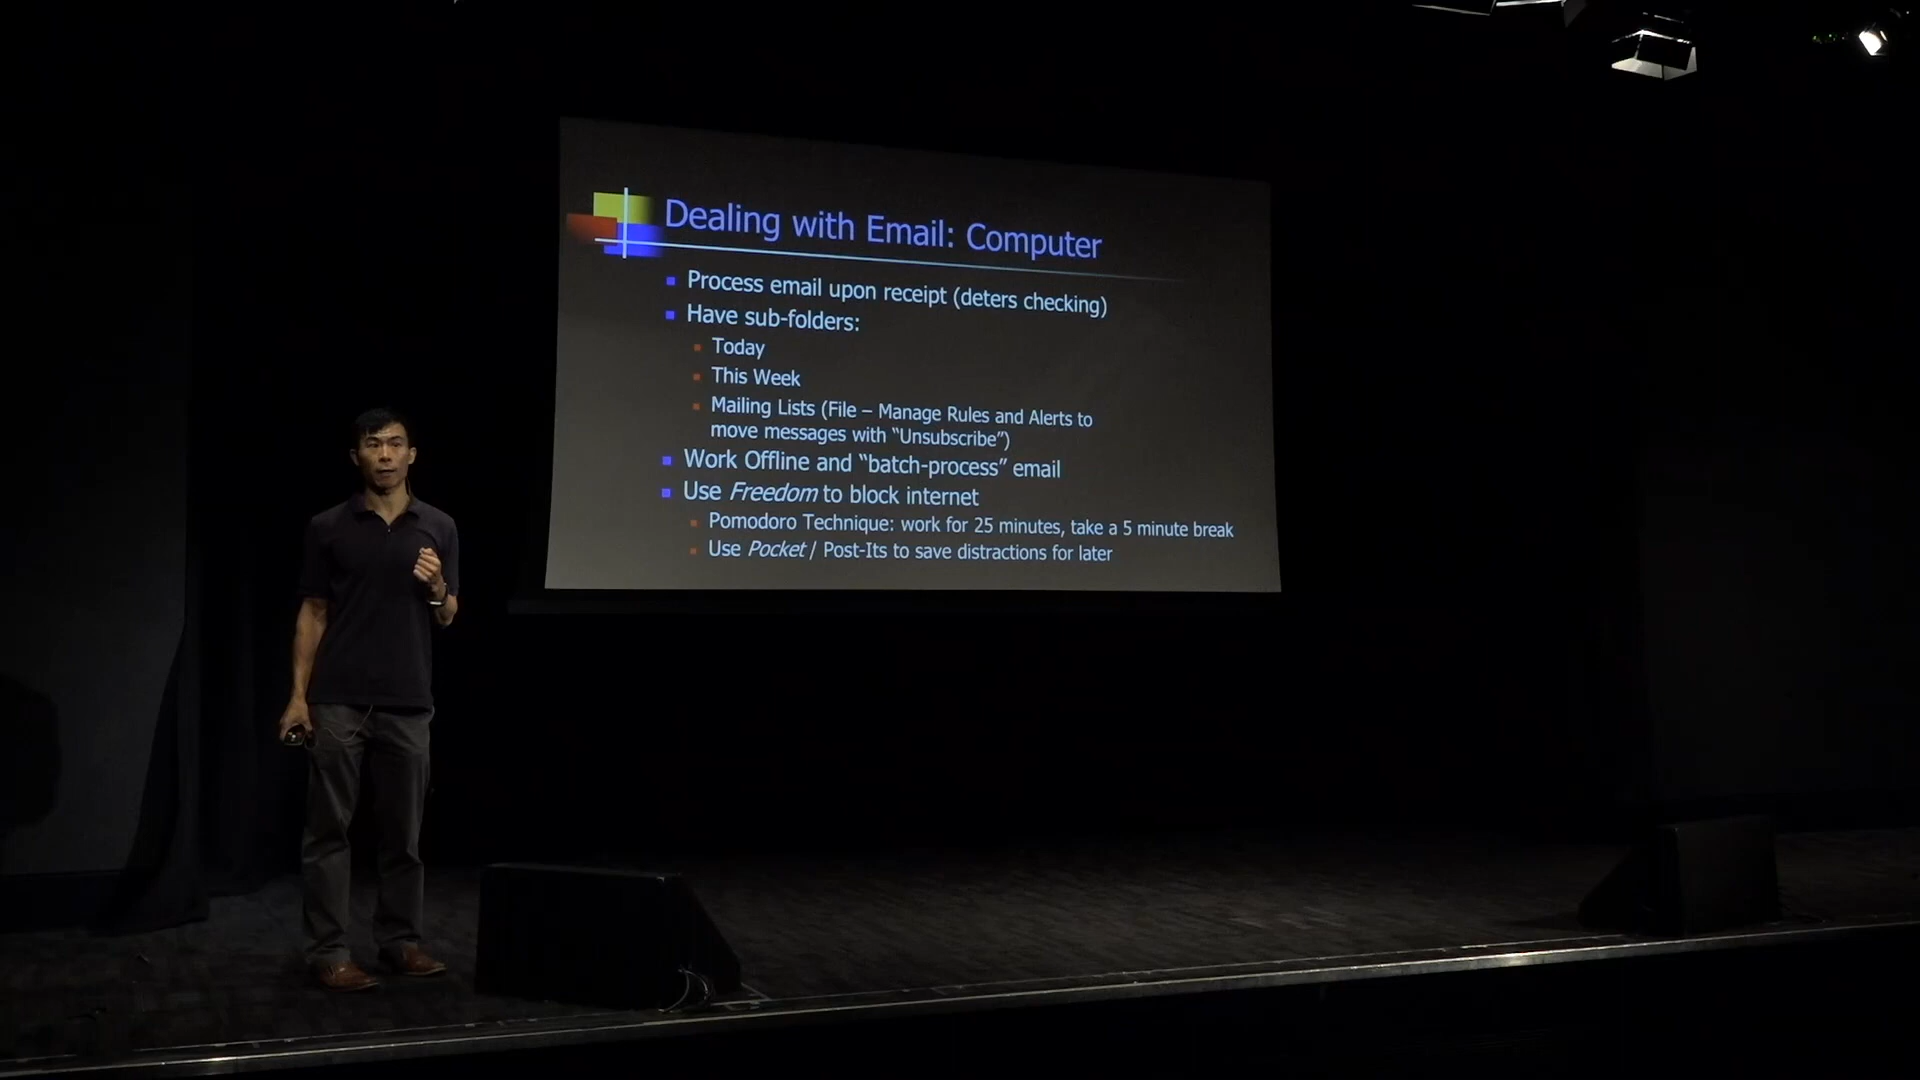 Dealing with Email: Computer
Process email upon receipt (deters checking)
Have sub-folders:
Today
This Week
Mailing Lists (File – Manage Rules and Alerts to
move messages with “Unsubscribe”)
Work Offline and “batch-process” email
Use Freedom to block internet
Pomodoro Technique: work for 25 minutes, take a 5 minute break
Use Pocket / Post-Its to save distractions for later